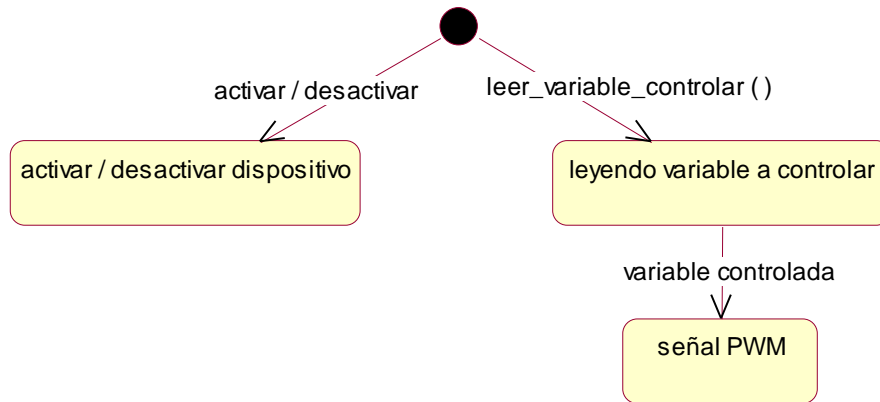 activar / desactivar
leer_variable_controlar ( )
activar / desactivar dispositivo
leyendo variable a controlar
variable controlada
señal PWM